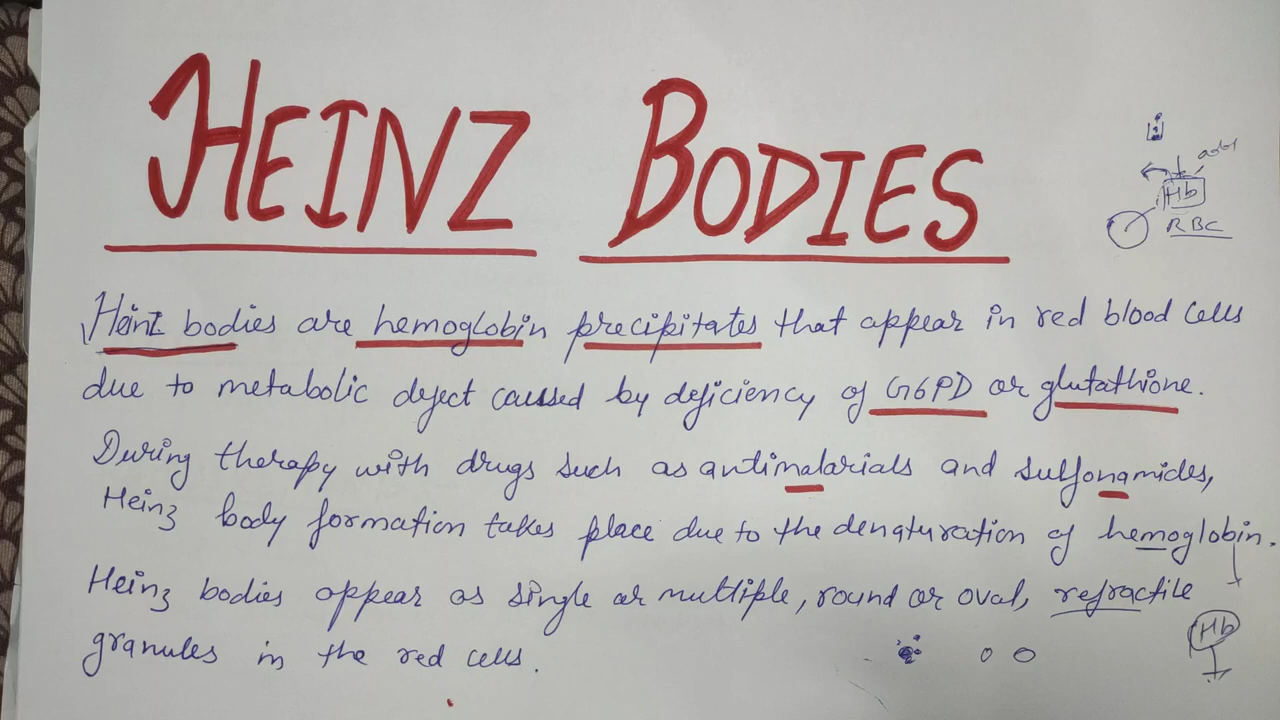 HEINZ BODIES
Hb
RBC
Heinz bodies are hemoglobin precipitates that appear in red blood cells
due to metabolic defect caused by deficiency of G6PD or glutathione.
During therapy with drugs such as antimalarials and sulfonamides,
Heinz body formation takes place due to the denaturation of hemoglobin.
Heinz bodies appear as single or multiple, round or oval, refractile
granules in the red cells.
Hb